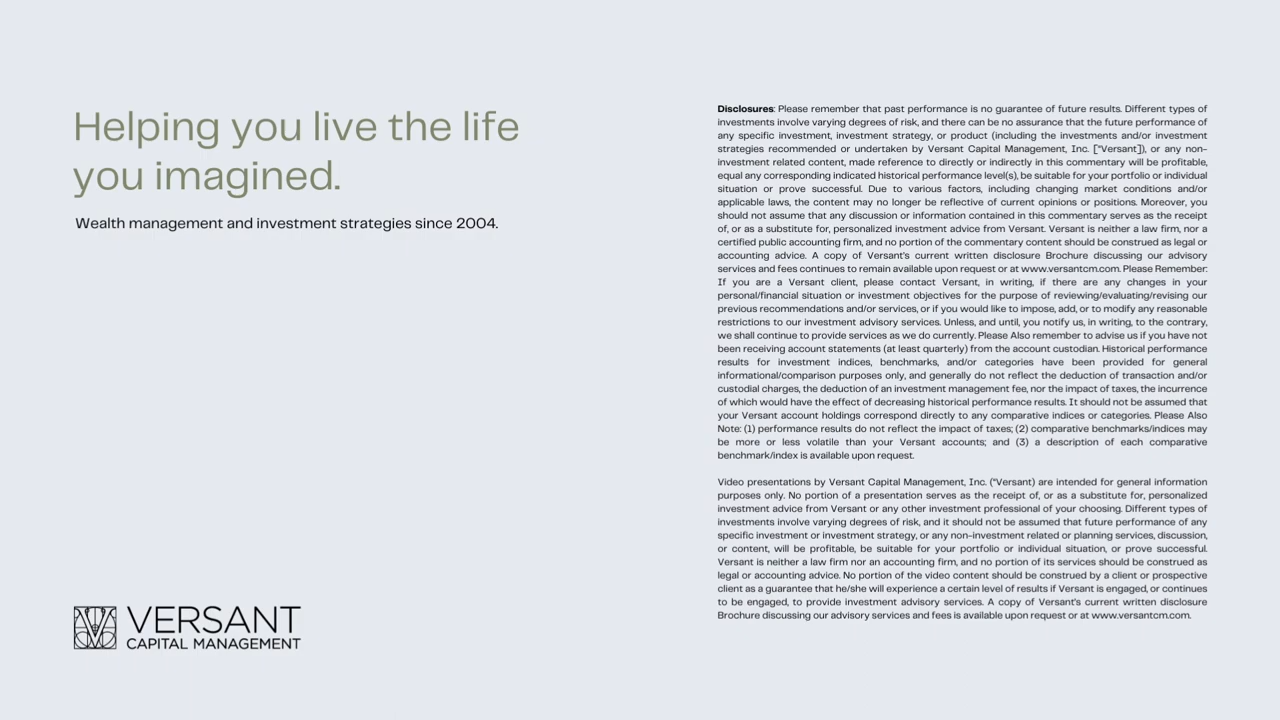 Helping you live the life
you imagined.
Wealth management and investment strategies since 2004.
VERSANT
CAPITAL MANAGEMENT
Disclosures: Please remember that past performance is no guarantee of future results. Different types of
investments involve varying degrees of risk, and there can be no assurance that the future performance of
any specific investment, investment strategy, or product (including the investments and/or investment
strategies recommended or undertaken by Versant Capital Management, Inc. ["Versant]), or any non-
investment related content, made reference to directly or indirectly in this commentary will be profitable,
equal any corresponding indicated historical performance level(s), be suitable for your portfolio or individual
situation or prove successful. Due to various factors, including changing market conditions and/or
applicable laws, the content may no longer be reflective of current opinions or positions. Moreover, you
should not assume that any discussion or information contained in this commentary serves as the receipt
of, or as a substitute for, personalized investment advice from Versant. Versant is neither a law firm, nor a
certified public accounting firm, and no portion of the commentary content should be construed as legal or
accounting advice. A copy of Versant's current written disclosure Brochure discussing our advisory
services and fees continues to remain available upon request or at www.versantcm.com. Please Remember:
If you are a Versant client, please contact Versant, in writing, if there are any changes in your
personal/financial situation or investment objectives for the purpose of reviewing/evaluating/revising our
previous recommendations and/or services, or if you would like to impose, add, or to modify any reasonable
restrictions to our investment advisory services. Unless, and until, you notify us, in writing, to the contrary,
we shall continue to provide services as we do currently. Please Also remember to advise us if you have not
been receiving account statements (at least quarterly) from the account custodian. Historical performance
results for investment indices, benchmarks, and/or categories have been provided for general
informational/comparison purposes only, and generally do not reflect the deduction of transaction and/or
custodial charges, the deduction of an investment management fee, nor the impact of taxes, the incurrence
of which would have the effect of decreasing historical performance results. It should not be assumed that
your Versant account holdings correspond directly to any comparative indices or categories. Please Also
Note: (1) performance results do not reflect the impact of taxes; (2) comparative benchmarks/indices may
be more or less volatile than your Versant accounts; and (3) a description of each comparative
benchmark/index is available upon request.
Video presentations by Versant Capital Management, Inc. ("Versant) are intended for general information
purposes only. No portion of a presentation serves as the receipt of, or as a substitute for, personalized
investment advice from Versant or any other investment professional of your choosing. Different types of
investments involve varying degrees of risk, and it should not be assumed that future performance of any
specific investment or investment strategy, or any non-investment related or planning services, discussion,
or content, will be profitable, be suitable for your portfolio or individual situation, or prove successful.
Versant is neither a law firm nor an accounting firm, and no portion of its services should be construed as
legal or accounting advice. No portion of the video content should be construed by a client or prospective
client as a guarantee that he/she will experience a certain level of results if Versant is engaged, or continues
to be engaged, to provide investment advisory services. A copy of Versant's current written disclosure
Brochure discussing our advisory services and fees is available upon request or at www.versantcm.com.